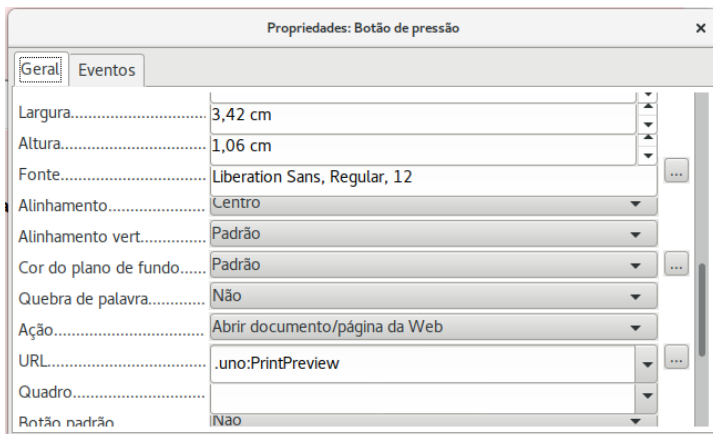 Propriedades: Botão de pressão
Geral Eventos
Largura.............................. 3,42 cm
Altura................................ 1,06 cm
Fonte................................ Liberation Sans, Regular, 12 ...
Alinhamento..................... Centro
Alinhamento vert.............. Padrão
Cor do plano de fundo...... Padrão ...
Quebra de palavra............ Não
Ação................................. Abrir documento/página da Web
URL.................................. .uno:PrintPreview ...
Quadro.............................
Botão padrão Não